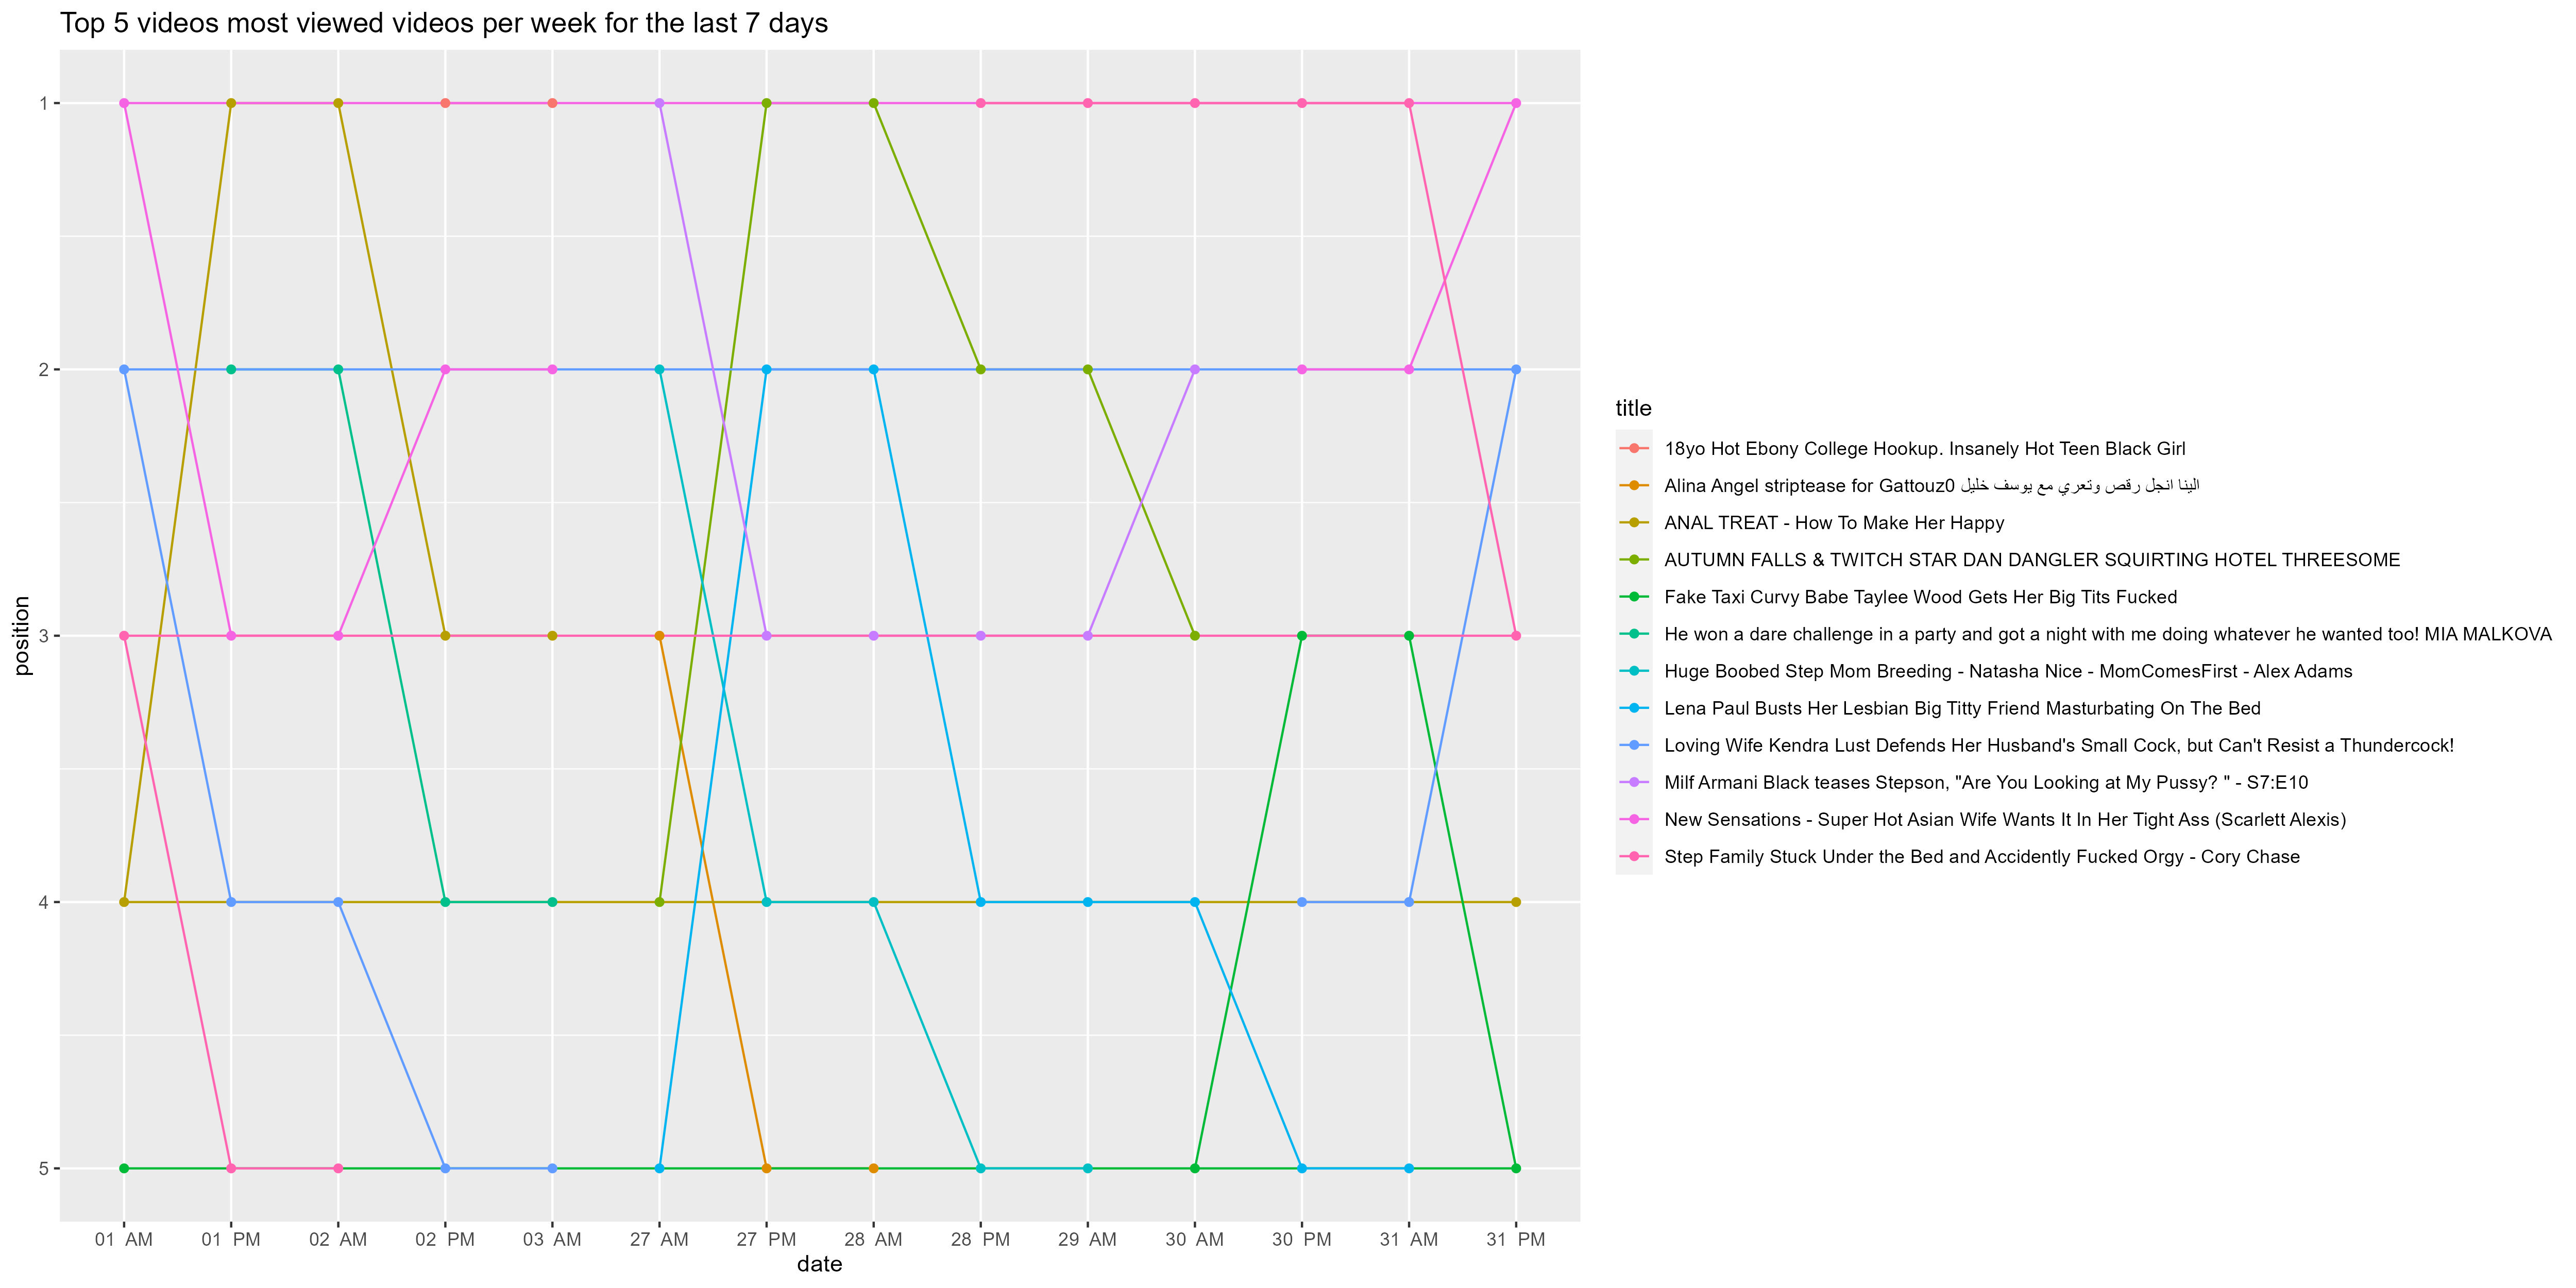 Top 5 videos most viewed videos per week for the last 7 days
position
1
2
3
4
5
01 AM
01 PM
02 AM
02 PM
03 AM
27 AM
27 PM
28 AM
28 PM
29 AM
30 AM
30 PM
31 AM
31 PM
date
title
18yo Hot Ebony College Hookup. Insanely Hot Teen Black Girl
Alina Angel striptease for Gattouz0 الينا انجل رقص وتعري مع يوسف خليل
ANAL TREAT - How To Make Her Happy
AUTUMN FALLS & TWITCH STAR DAN DANGLER SQUIRTING HOTEL THREESOME
Fake Taxi Curvy Babe Taylee Wood Gets Her Big Tits Fucked
He won a dare challenge in a party and got a night with me doing whatever he wanted too! MIA MALKOVA
Huge Boobed Step Mom Breeding - Natasha Nice - MomComesFirst - Alex Adams
Lena Paul Busts Her Lesbian Big Titty Friend Masturbating On The Bed
Loving Wife Kendra Lust Defends Her Husband's Small Cock, but Can't Resist a Thundercock!
Milf Armani Black teases Stepson, "Are You Looking at My Pussy? " - S7:E10
New Sensations - Super Hot Asian Wife Wants It In Her Tight Ass (Scarlett Alexis)
Step Family Stuck Under the Bed and Accidently Fucked Orgy - Cory Chase